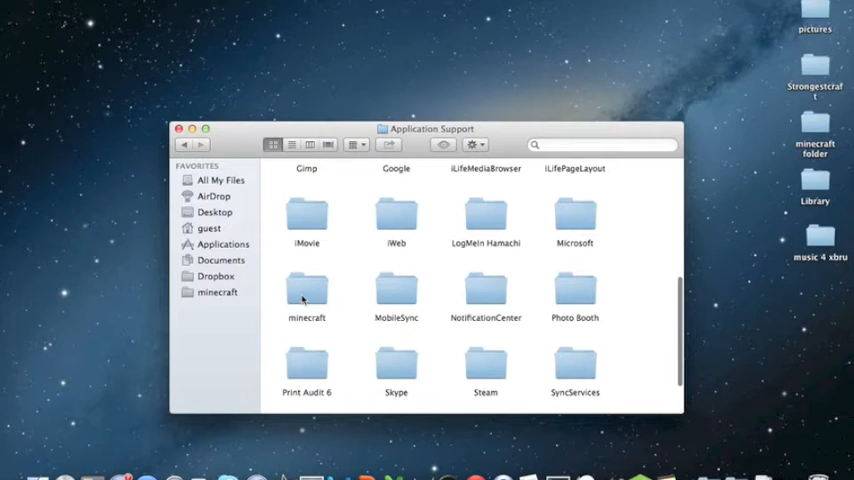 pictures
Application Support
Strongestcraf
t
FAVORITES
All My Files
AirDrop
Desktop
guest
Applications
Documents
Dropbox
minecraft
Gimp
Google
iLifeMediaBrowser
iLifePageLayout
iMovie
iWeb
LogMeIn Hamachi
Microsoft
minecraft
MobileSync
NotificationCenter
Photo Booth
Print Audit 6
Skype
Steam
SyncServices
minecraft
folder
Library
music 4 xbru